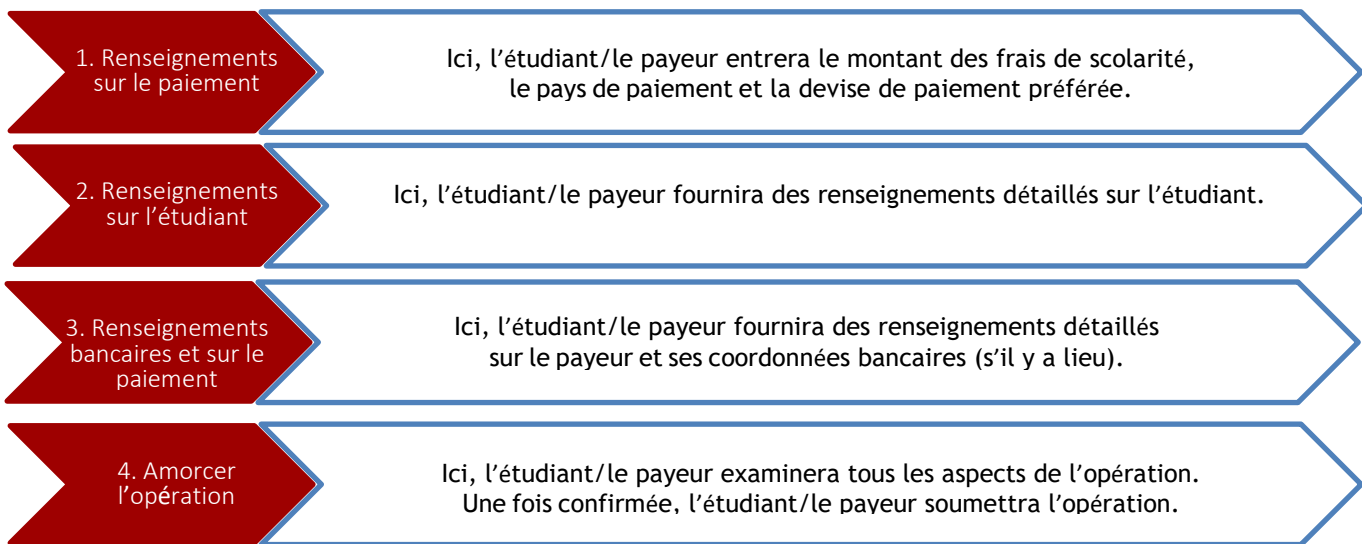 1. Renseignements
sur le paiement
Ici, l'étudiant/le payeur entrera le montant des frais de scolarité,
le pays de paiement et la devise de paiement préférée.
2. Renseignements
sur l'étudiant
Ici, l'étudiant/le payeur fournira des renseignements détaillés sur l'étudiant.
3. Renseignements
bancaires et sur le
paiement
Ici, l'étudiant/le payeur fournira des renseignements détaillés
sur le payeur et ses coordonnées bancaires (s'il y a lieu).
4. Amorcer
l'opération
Ici, l'étudiant/le payeur examinera tous les aspects de l'opération.
Une fois confirmée, l'étudiant/le payeur soumettra l'opération.